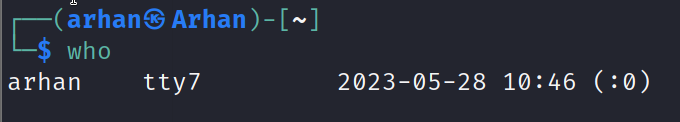 ┌──(arhan㉿Arhan)-[~]
└─$ who
arhan    tty7         2023-05-28 10:46 (:0)